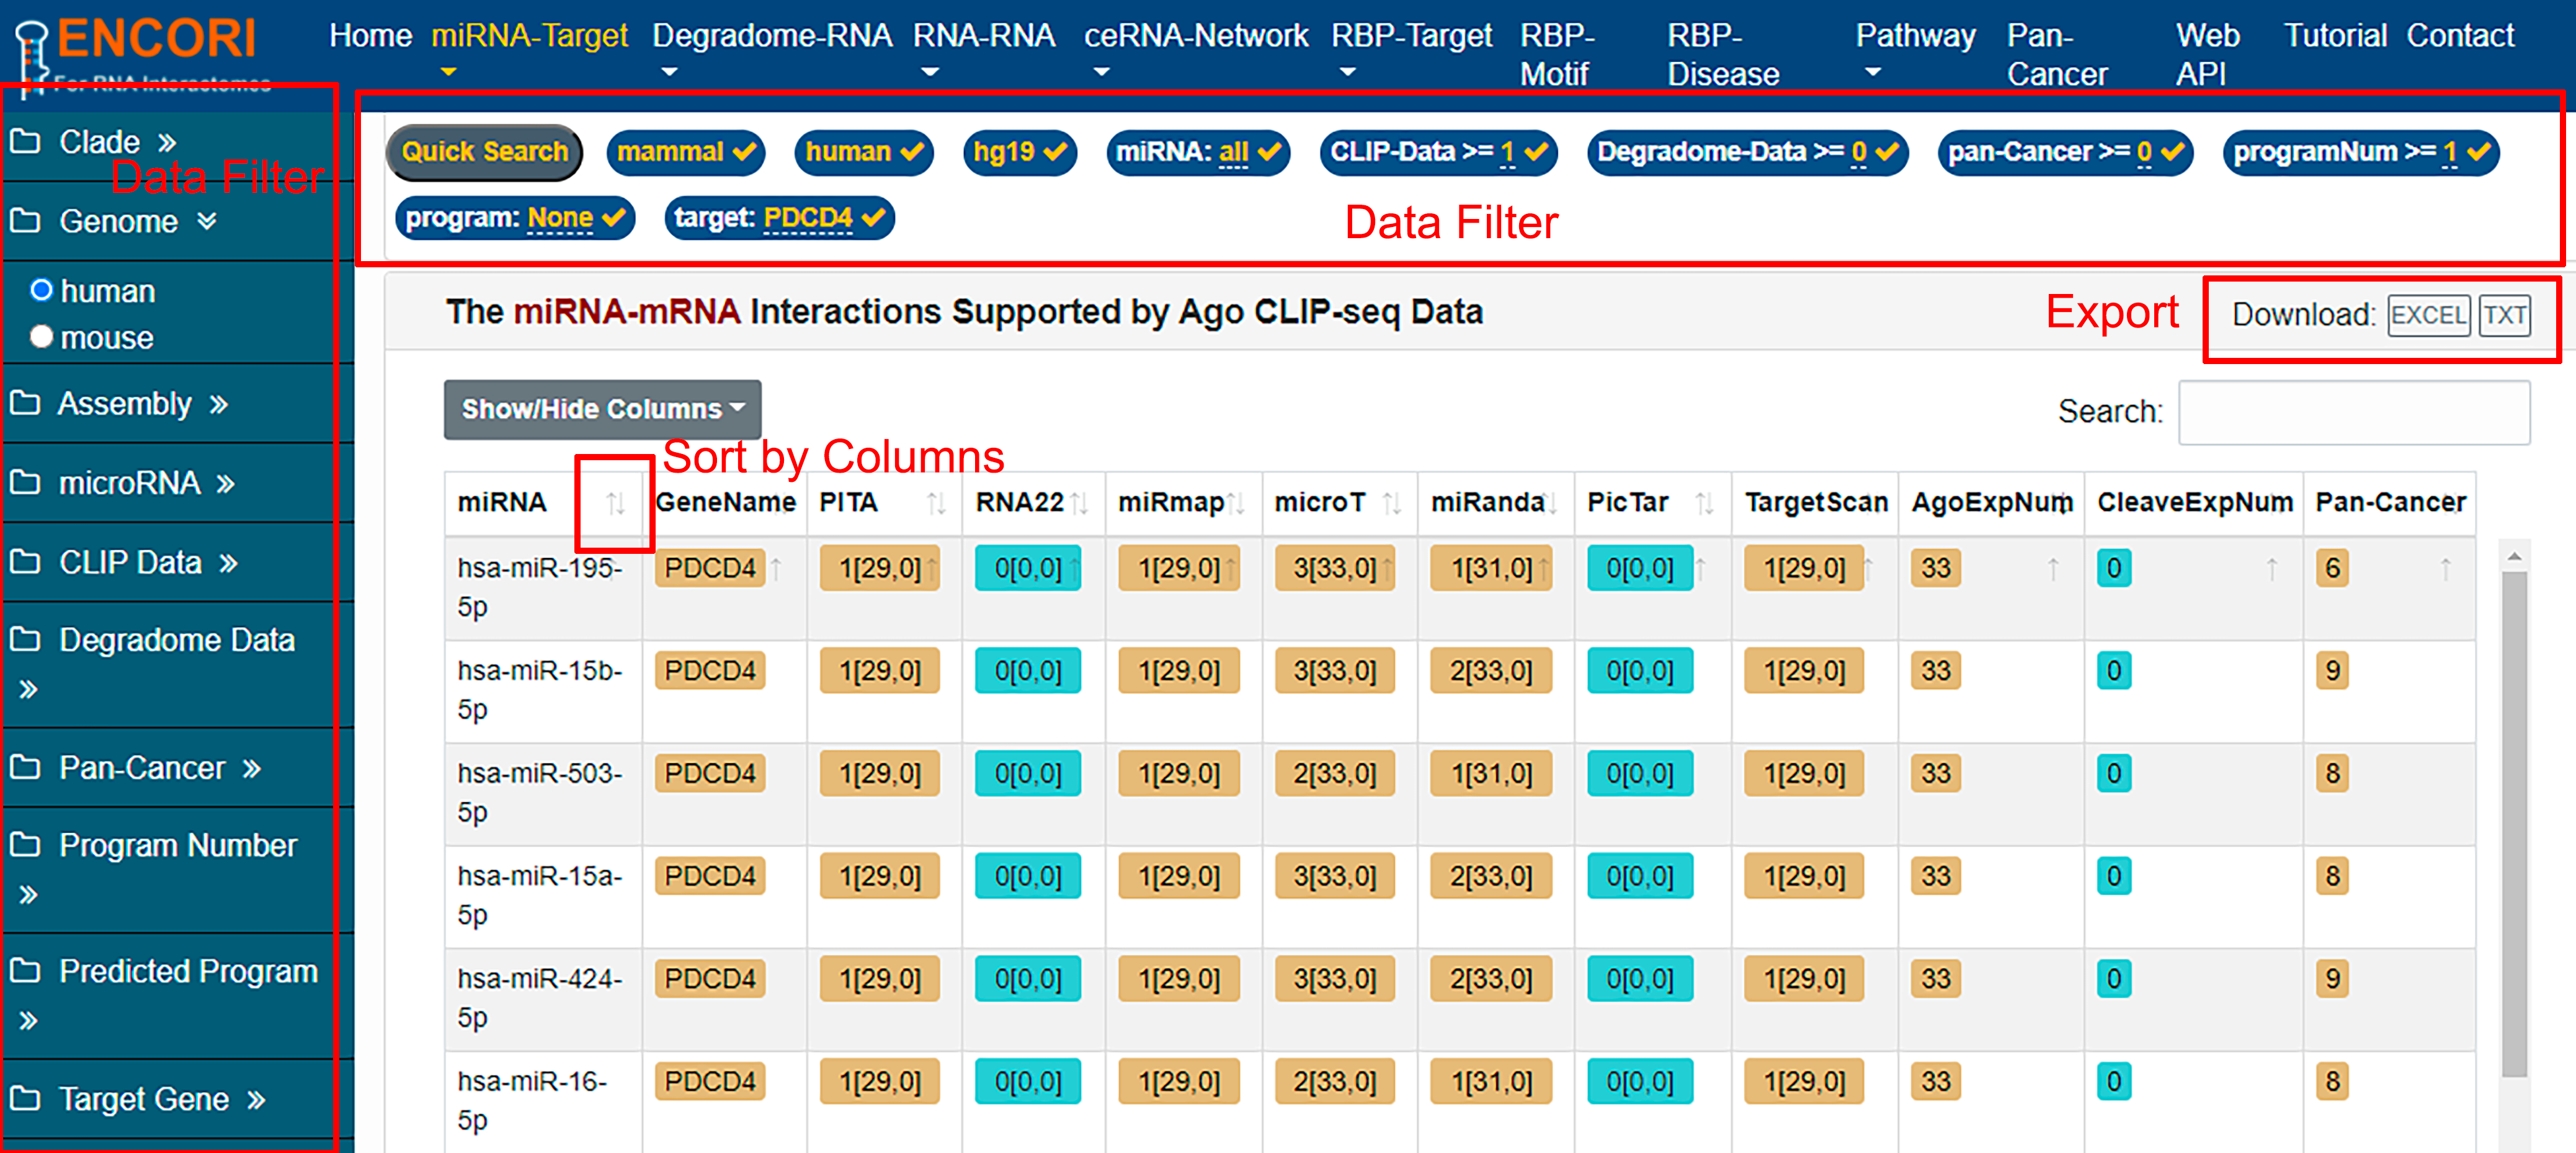 ENCORI
For RNA Interactomes
Home miRNA-Target Degradome-RNA RNA-RNA ceRNA-Network RBP-Target RBP-Motif RBP-Disease Pathway Pan-Cancer Web API Tutorial Contact
Data Filter
Clade »
Genome
human
mouse
Assembly »
microRNA »
CLIP Data »
Degradome Data
»
Pan-Cancer »
Program Number
»
Predicted Program
»
Target Gene »
Quick Search mammal ✓ human ✓ hg19 ✓ miRNA: all ✓ CLIP-Data >= 1 ✓ Degradome-Data >= 0 ✓ pan-Cancer >= 0 ✓ programNum >= 1 ✓
program: None ✓ target: PDCD4 ✓
Data Filter
The miRNA-mRNA Interactions Supported by Ago CLIP-seq Data
Export
Download: EXCEL TXT
Show/Hide Columns
Search:
Sort by Columns
miRNA GeneName PITA RNA22 miRmap microT miRanda PicTar TargetScan AgoExpNum CleaveExpNum Pan-Cancer
hsa-miR-195-5p PDCD4 1[29,0] 0[0,0] 1[29,0] 3[33,0] 1[31,0] 0[0,0] 1[29,0] 33 0 6
hsa-miR-15b-5p PDCD4 1[29,0] 0[0,0] 1[29,0] 3[33,0] 2[33,0] 0[0,0] 1[29,0] 33 0 9
hsa-miR-503-5p PDCD4 1[29,0] 0[0,0] 1[29,0] 2[33,0] 1[31,0] 0[0,0] 1[29,0] 33 0 8
hsa-miR-15a-5p PDCD4 1[29,0] 0[0,0] 1[29,0] 3[33,0] 2[33,0] 0[0,0] 1[29,0] 33 0 8
hsa-miR-424-5p PDCD4 1[29,0] 0[0,0] 1[29,0] 3[33,0] 2[33,0] 0[0,0] 1[29,0] 33 0 9
hsa-miR-16-5p PDCD4 1[29,0] 0[0,0] 1[29,0] 2[33,0] 1[31,0] 0[0,0] 1[29,0] 33 0 8